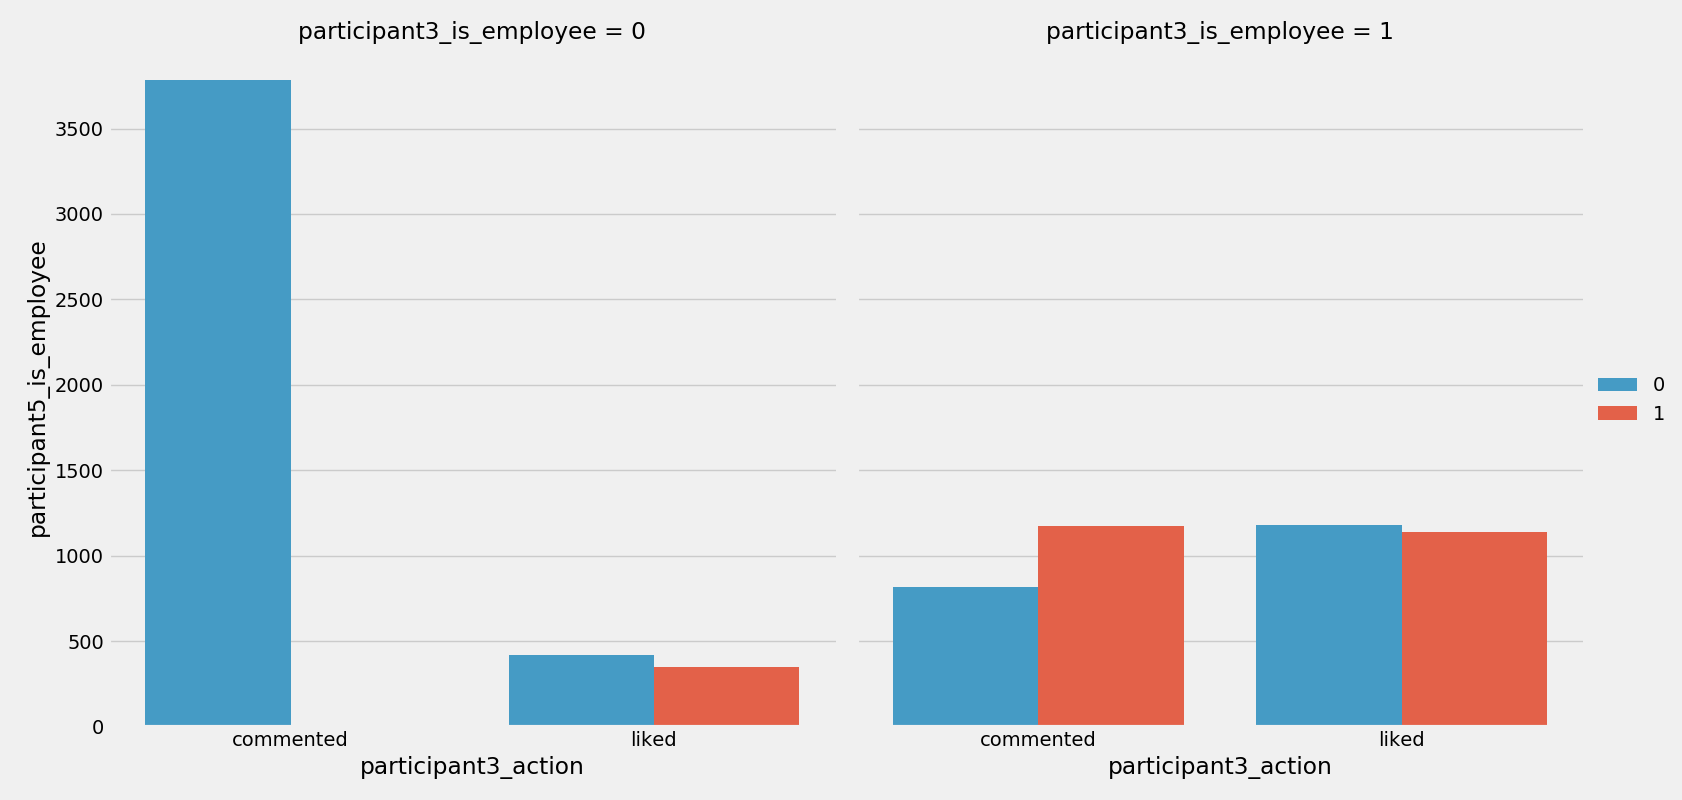 participant3_is_employee = 0
participant3_is_employee = 1
participant5_is_employee
3500
3000
2500
2000
1500
1000
500
0
commented
liked
participant3_action
commented
liked
participant3_action
0
1